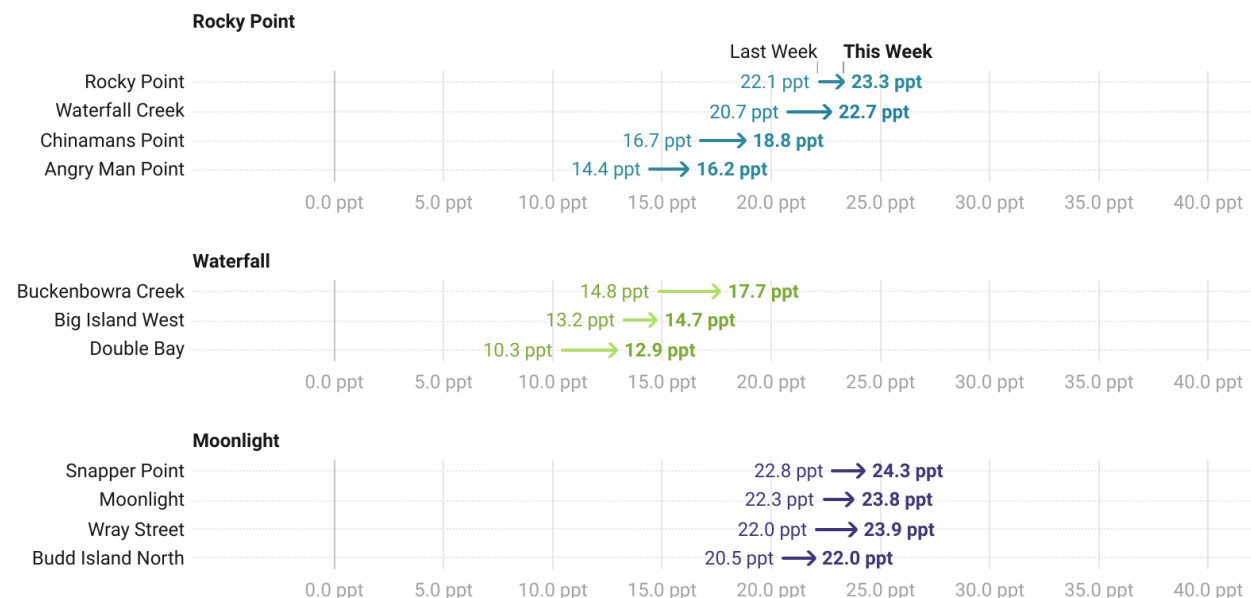 Rocky Point
Last Week This Week
Rocky Point 22.1 ppt 23.3 ppt
Waterfall Creek 20.7 ppt 22.7 ppt
Chinamans Point 16.7 ppt 18.8 ppt
Angry Man Point 14.4 ppt 16.2 ppt
0.0 ppt 5.0 ppt 10.0 ppt 15.0 ppt 20.0 ppt 25.0 ppt 30.0 ppt 35.0 ppt 40.0 ppt
Waterfall
Buckenbowra Creek 14.8 ppt 17.7 ppt
Big Island West 13.2 ppt 14.7 ppt
Double Bay 10.3 ppt 12.9 ppt
0.0 ppt 5.0 ppt 10.0 ppt 15.0 ppt 20.0 ppt 25.0 ppt 30.0 ppt 35.0 ppt 40.0 ppt
Moonlight
Snapper Point 22.8 ppt 24.3 ppt
Moonlight 22.3 ppt 23.8 ppt
Wray Street 22.0 ppt 23.9 ppt
Budd Island North 20.5 ppt 22.0 ppt
0.0 ppt 5.0 ppt 10.0 ppt 15.0 ppt 20.0 ppt 25.0 ppt 30.0 ppt 35.0 ppt 40.0 ppt